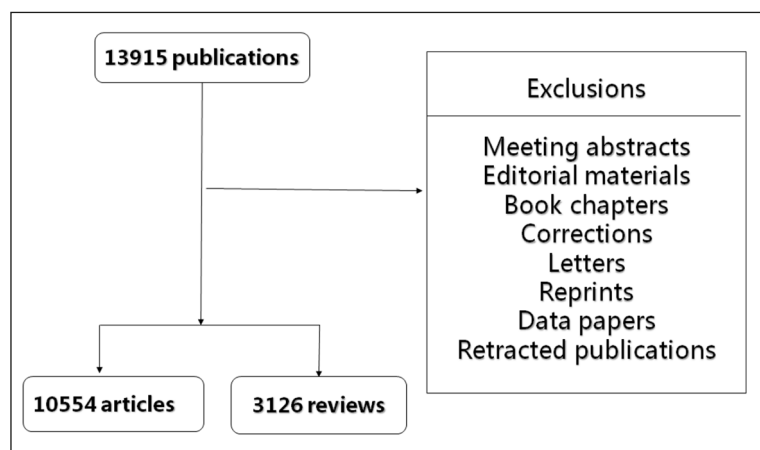 13915 publications
Exclusions
Meeting abstracts
Editorial materials
Book chapters
Corrections
Letters
Reprints
Data papers
Retracted publications
10554 articles
3126 reviews